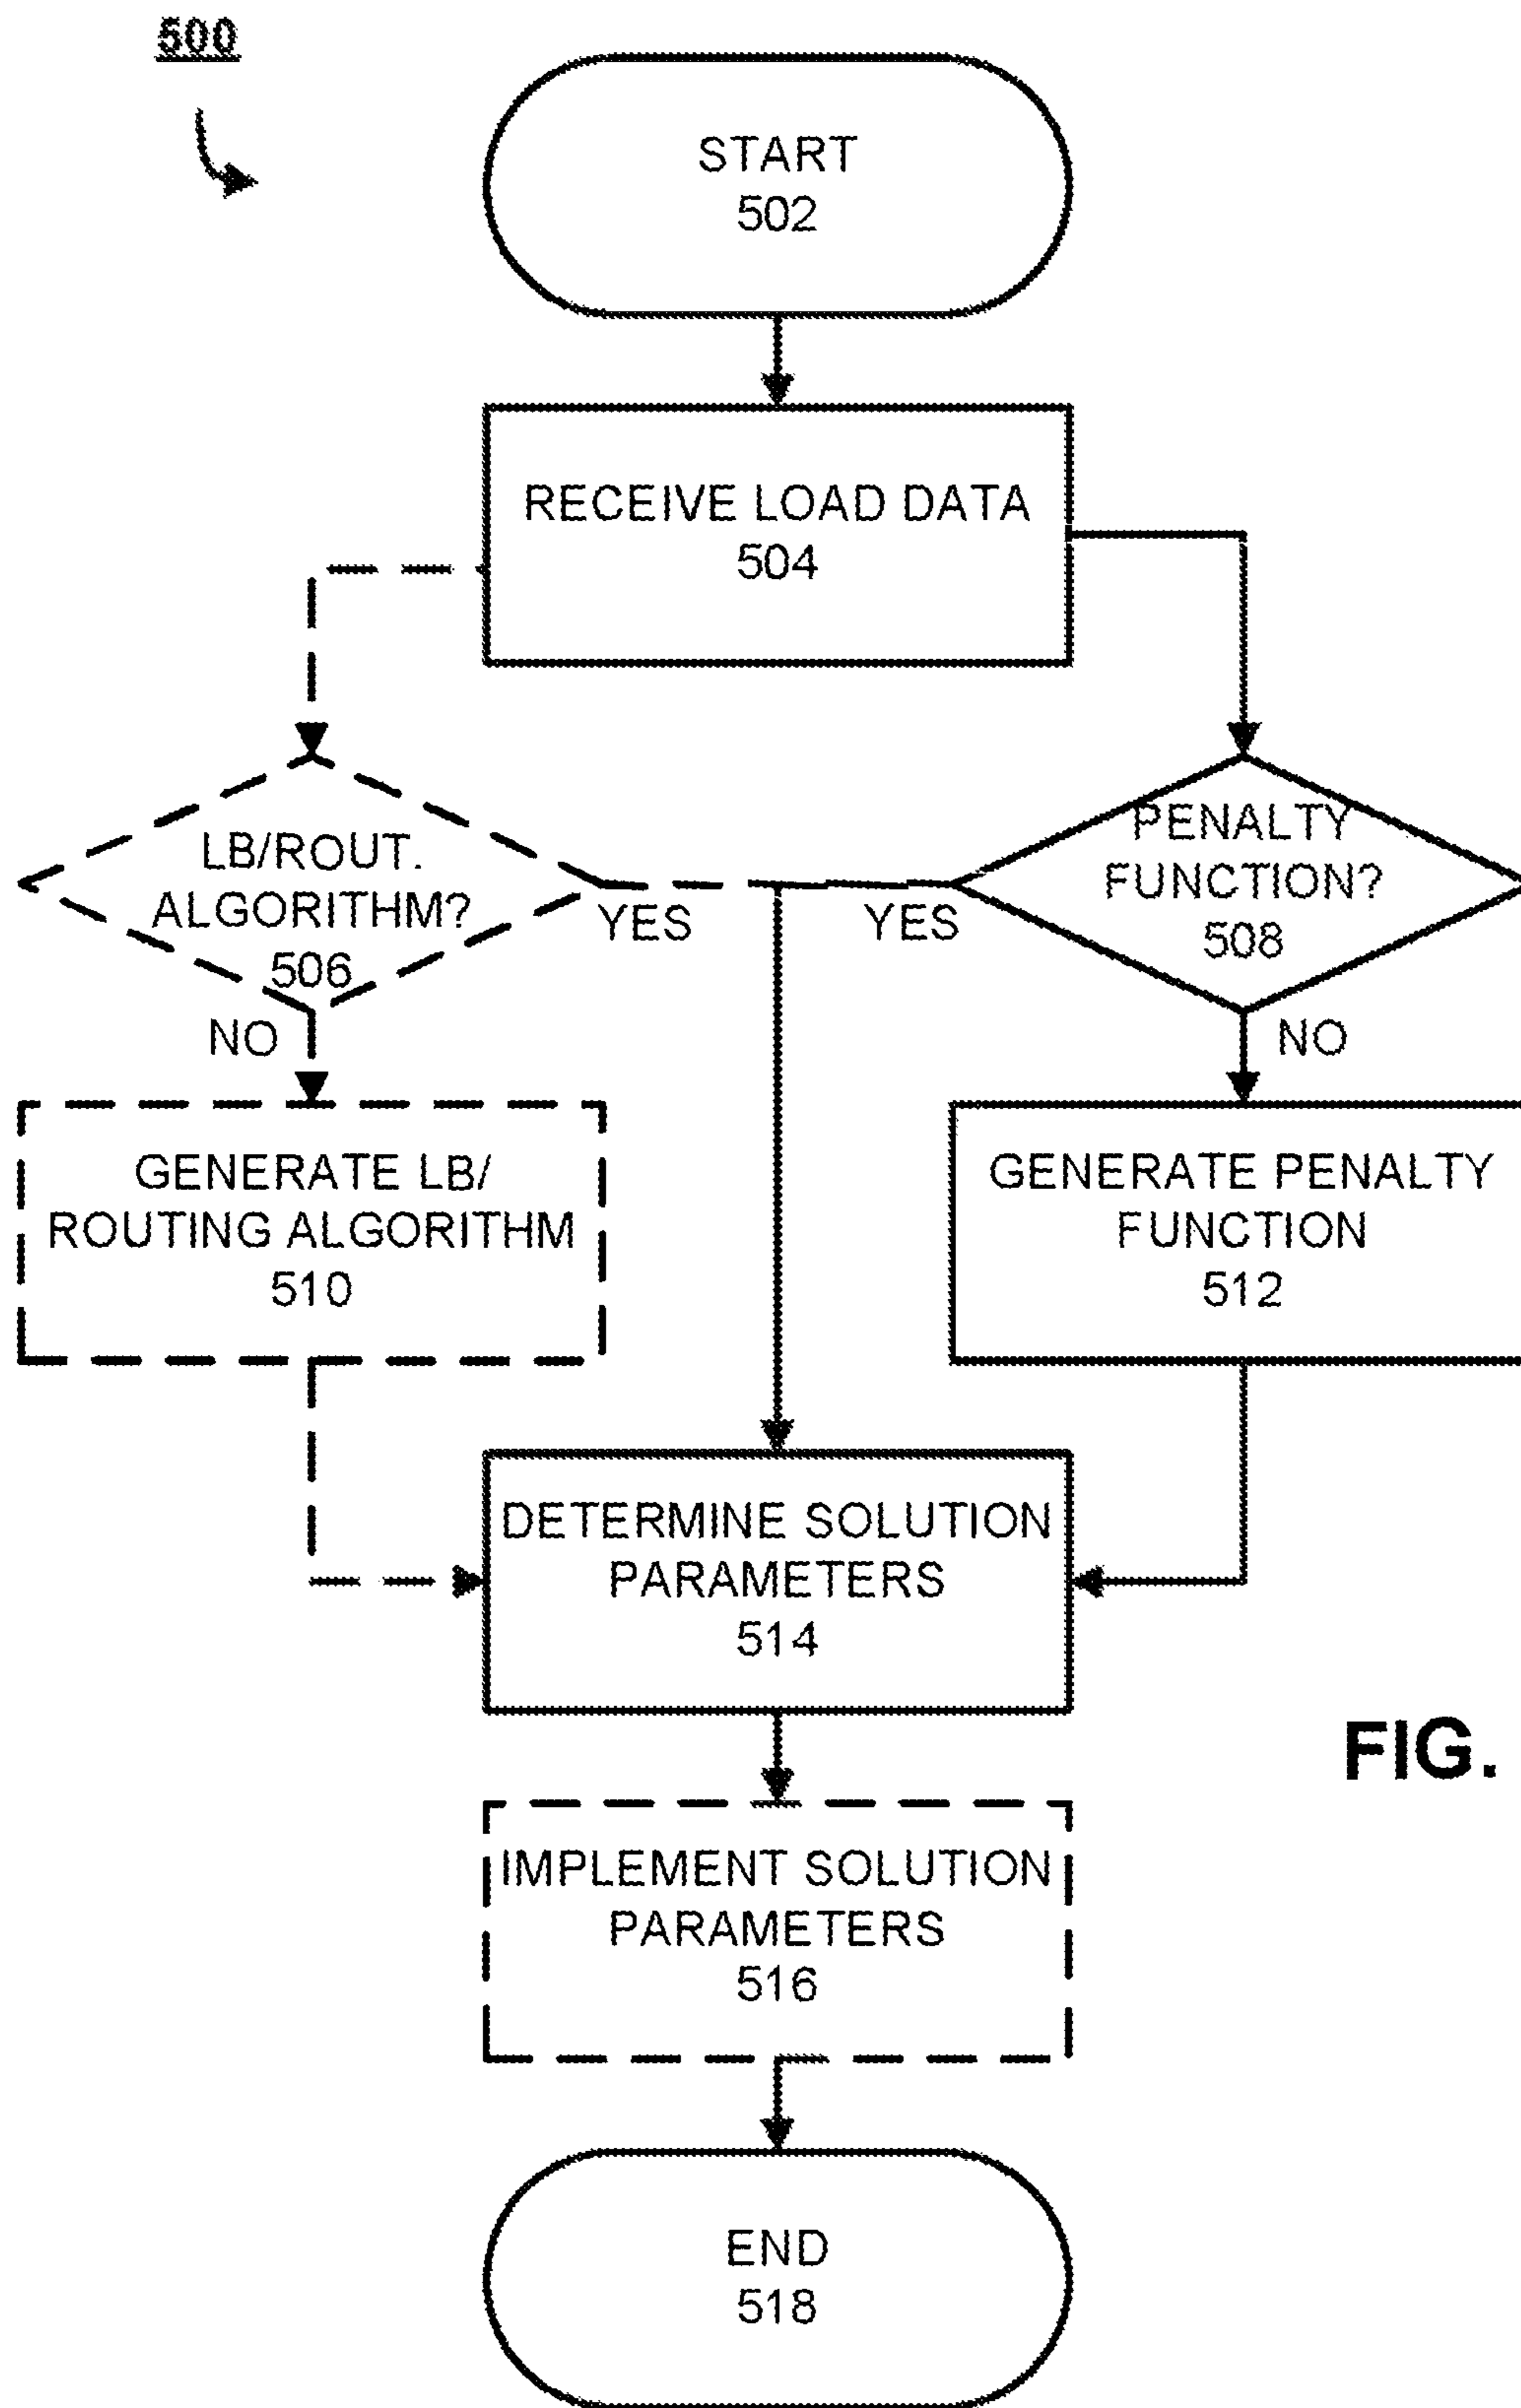 500
START
502
RECEIVE LOAD DATA
504
LB/ROUT.
ALGORITHM?
506
YES
NO
PENALTY
FUNCTION?
508
YES
NO
GENERATE LB/
ROUTING ALGORITHM
510
GENERATE PENALTY
FUNCTION
512
DETERMINE SOLUTION
PARAMETERS
514
FIG.
IMPLEMENT SOLUTION
PARAMETERS
516
END
518